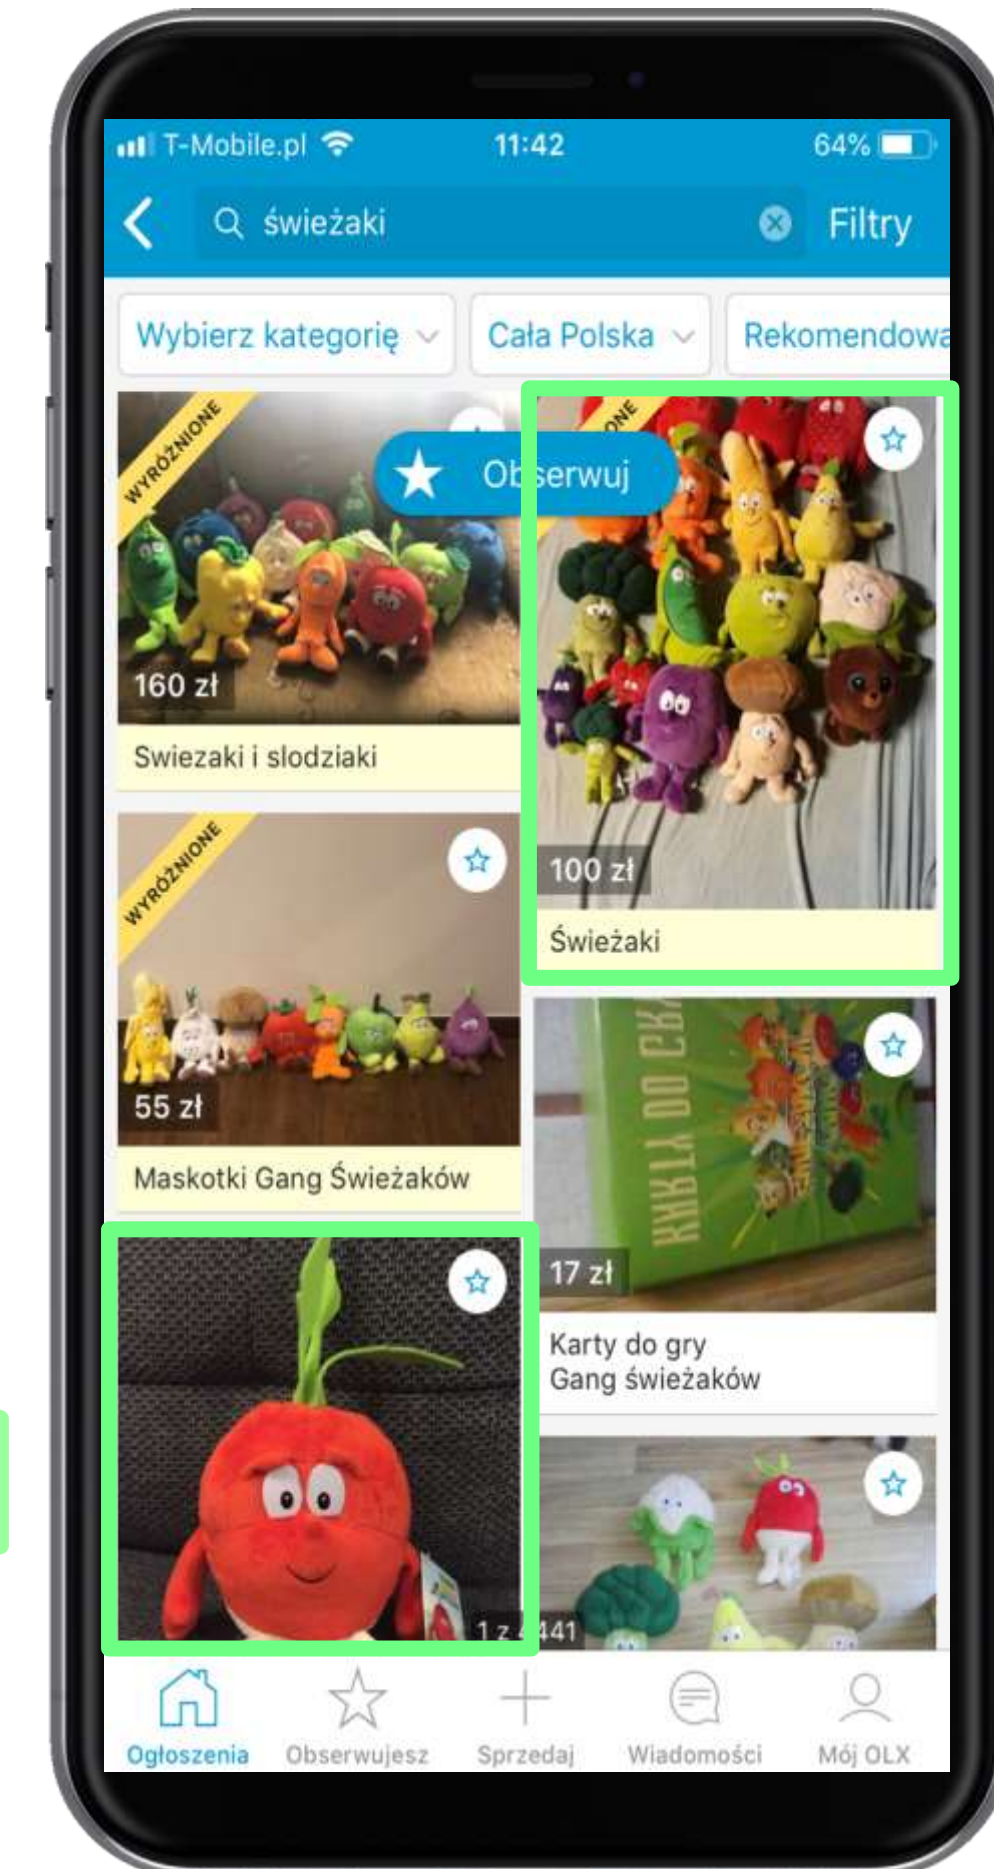 T-Mobile.pl
11:42
64%
świeżaki
Filtry
Wybierz kategorię
Cała Polska
Rekomendowa
WYRÓŻNIONE
Obserwuj
160 zł
Swiezaki i slodziaki
100 zł
Świeżaki
WYRÓŻNIONE
55 zł
Maskotki Gang Świeżaków
17 zł
Karty do gry
Gang świeżaków
Ogłoszenia
Obserwujesz
Sprzedaj
Wiadomości
Mój OLX